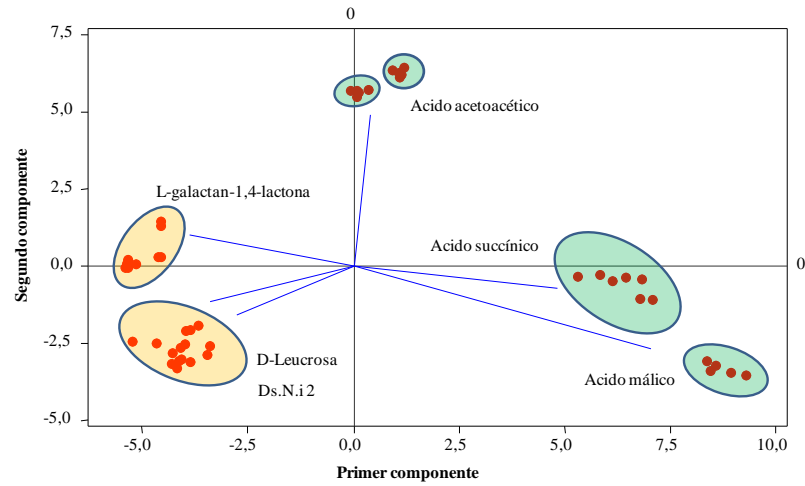 0
7,5
5,0
2,5
0,0
-2,5
-5,0
Segundo componente
Acido acetoacético
L-galactan-1,4-lactona
Acido succínico
0
D-Leucrosa
Ds.N.i 2
Acido málico
-5,0 -2,5 0,0 2,5 5,0 7,5 10,0
Primer componente